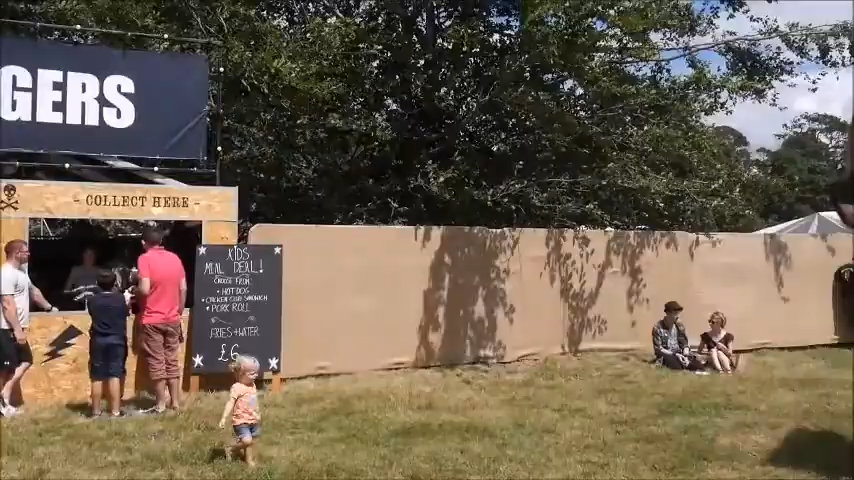 GERS
- COLLECT HERE -
KIDS
MEAL DEAL!
CHOOSE FROM
• HOT DOG
• CHICKEN CLUB SANDWICH
• PORK ROLL
FRIES + WATER
£6